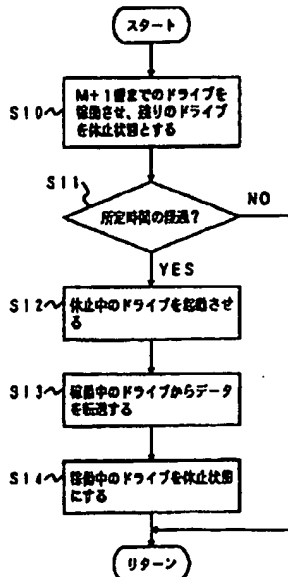 スタート
S10
M+1番までのドライブを
稼働させ、残りのドライブ
を休止状態とする
S11
所定時間の経過?
NO
YES
S12
休止中のドライブを起動させ
る
S13
稼働中のドライブからデータ
を転送する
S14
稼働中のドライブを休止状態
にする
リターン